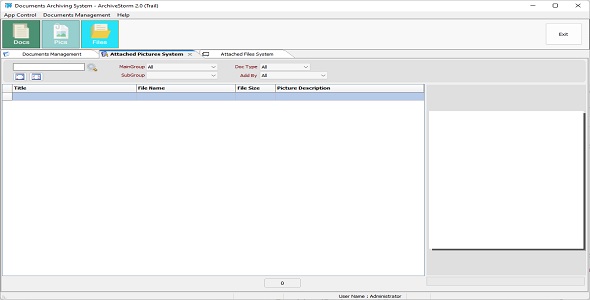 Documents Archiving System - ArchiveStorm 2.0 (Trail)
App Control Documents Management Help
Docs Pics Files Exit
Documents Management Attached Pictures System Attached Files System
MainGroup All Doc Type All
SubGroup Add By All
Title File Name File Size Picture Description
0
User Name : Administrator